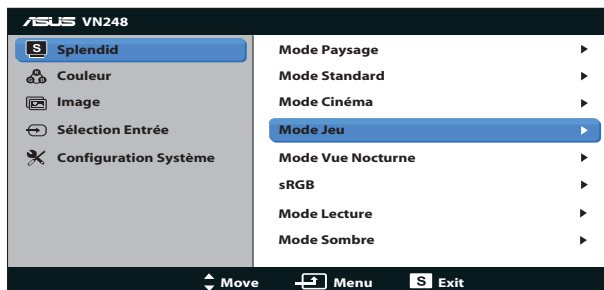 ASUS VN248
S Splendid
Couleur
Image
Sélection Entrée
Configuration Système
Mode Paysage
Mode Standard
Mode Cinéma
Mode Jeu
Mode Vue Nocturne
sRGB
Mode Lecture
Mode Sombre
Move Menu S Exit